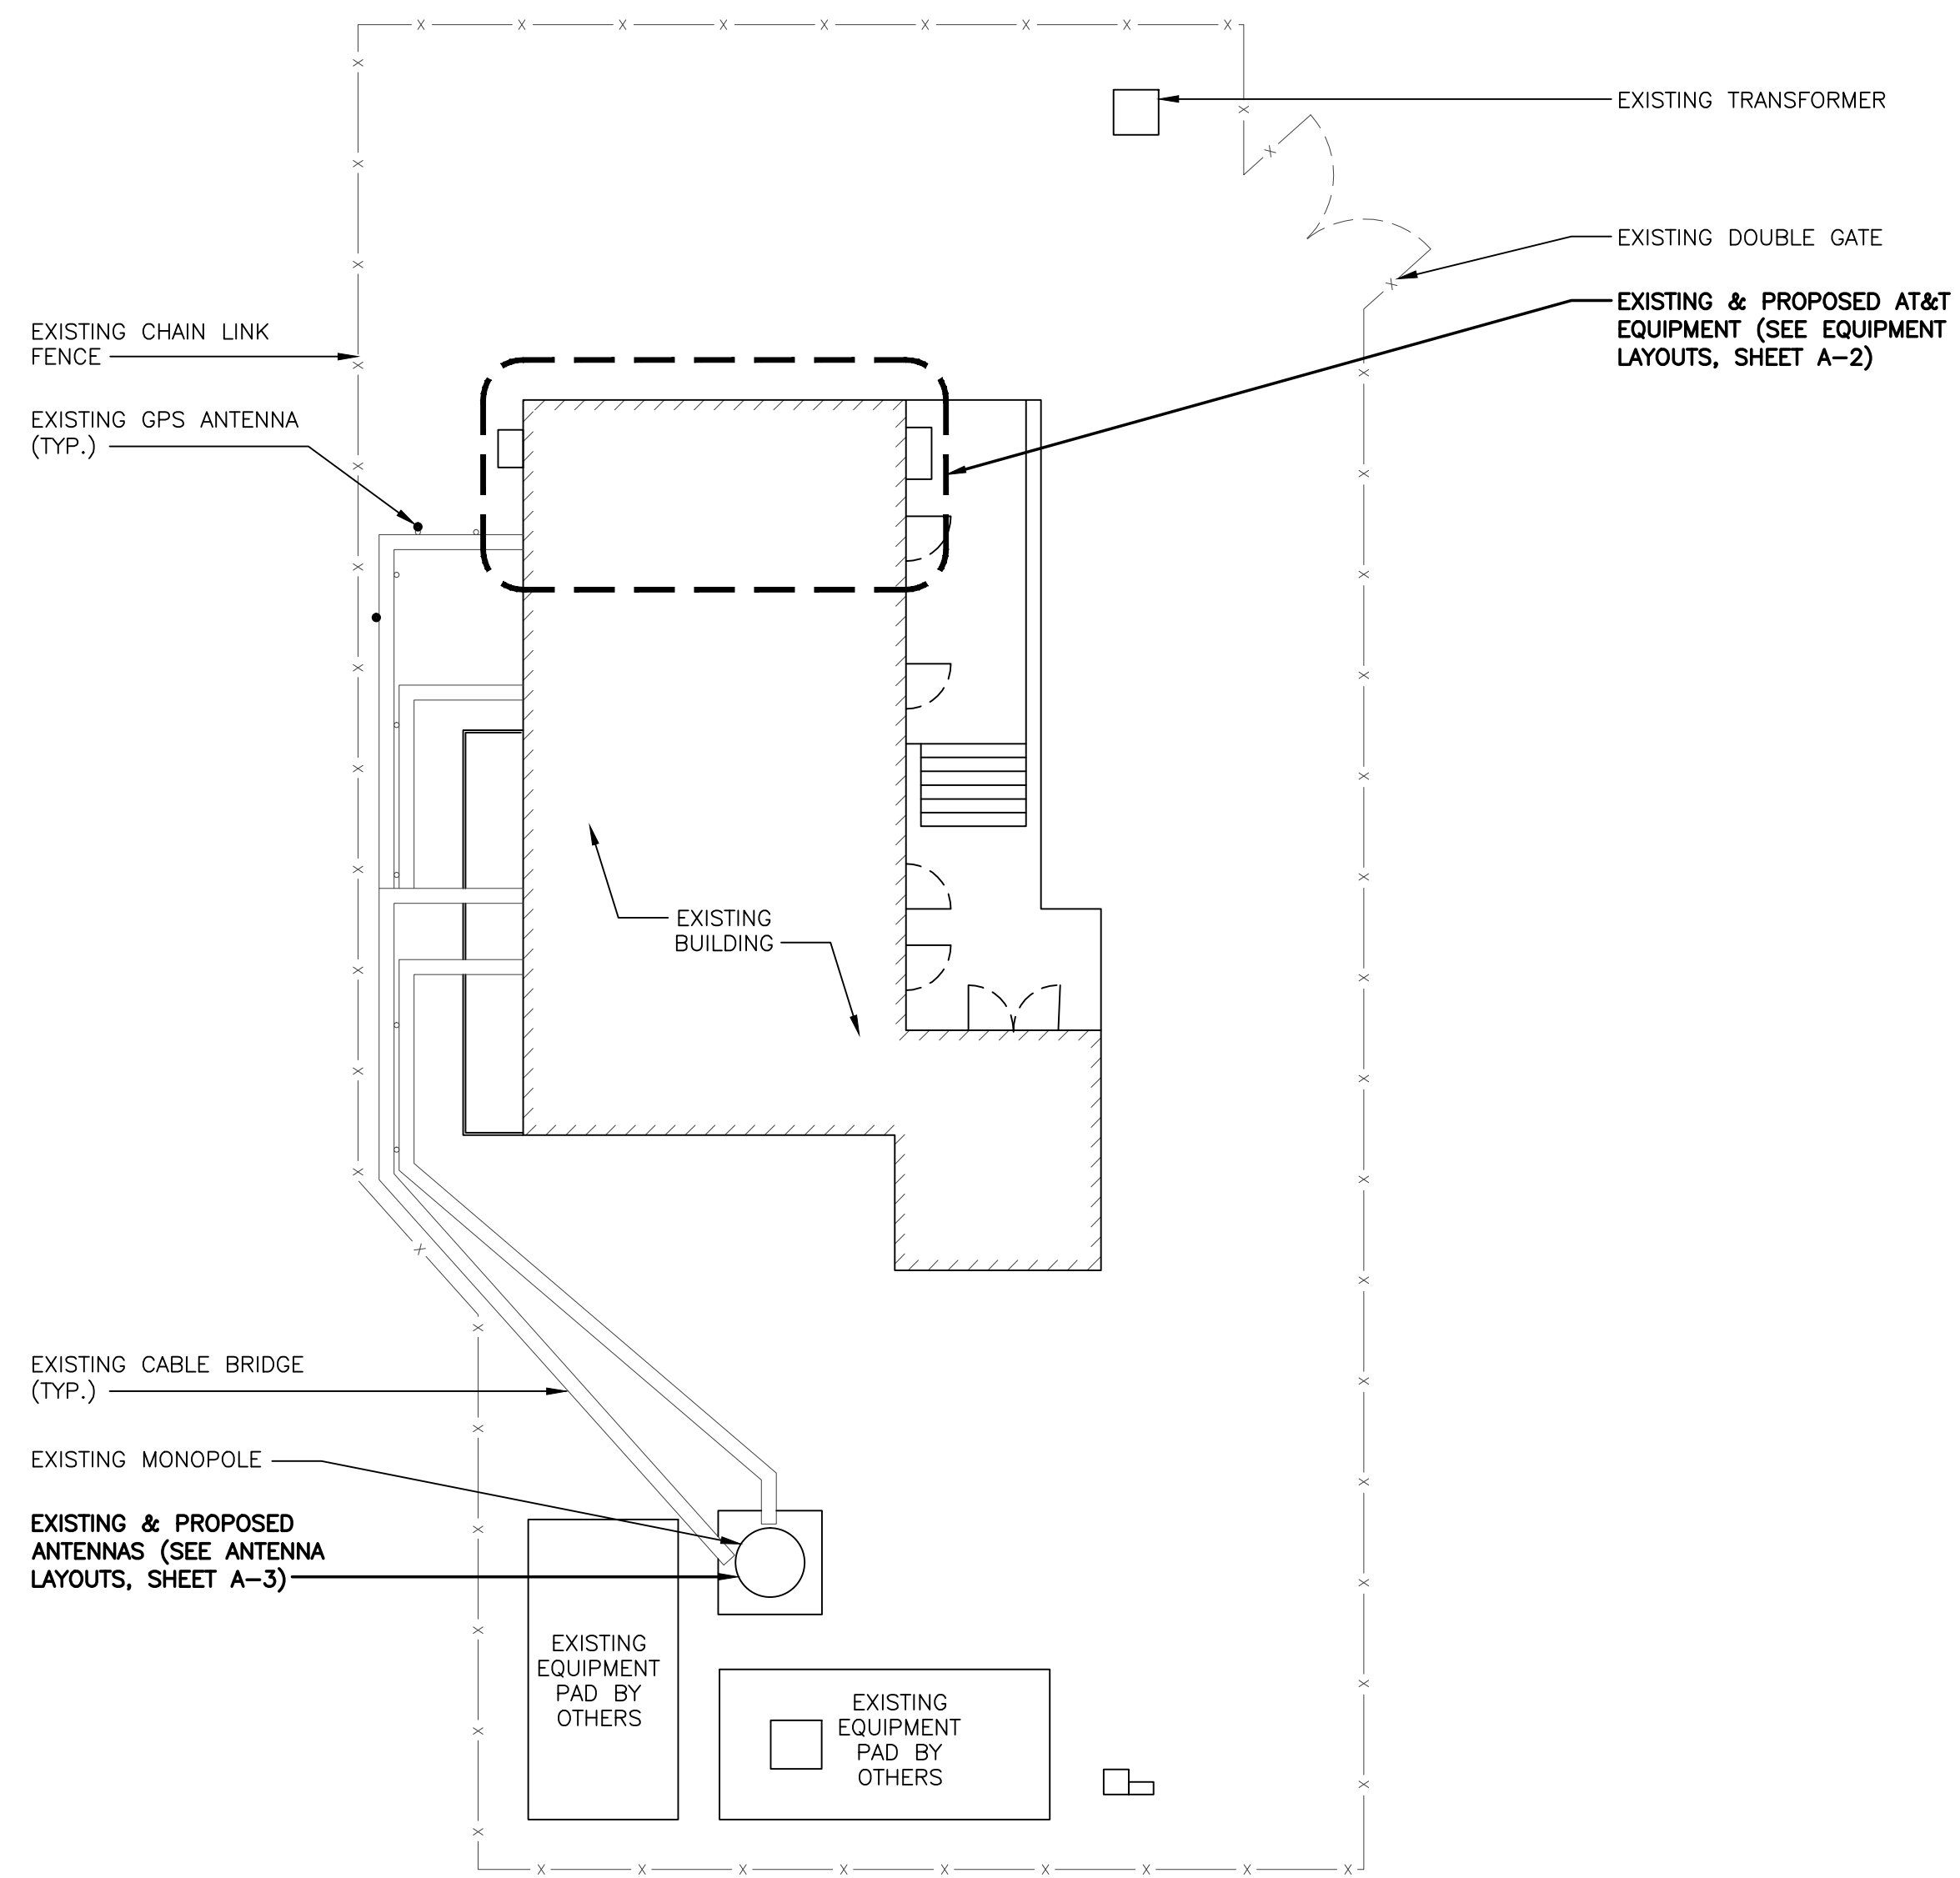 EXISTING TRANSFORMER
EXISTING DOUBLE GATE
EXISTING & PROPOSED AT&T
EQUIPMENT (SEE EQUIPMENT
LAYOUTS, SHEET A-2)
EXISTING CHAIN LINK
FENCE
EXISTING GPS ANTENNA
(TYP.)
EXISTING
BUILDING
EXISTING CABLE BRIDGE
(TYP.)
EXISTING MONOPOLE
EXISTING & PROPOSED
ANTENNAS (SEE ANTENNA
LAYOUTS, SHEET A-3)
EXISTING
EQUIPMENT
PAD BY
OTHERS
EXISTING
EQUIPMENT
PAD BY
OTHERS